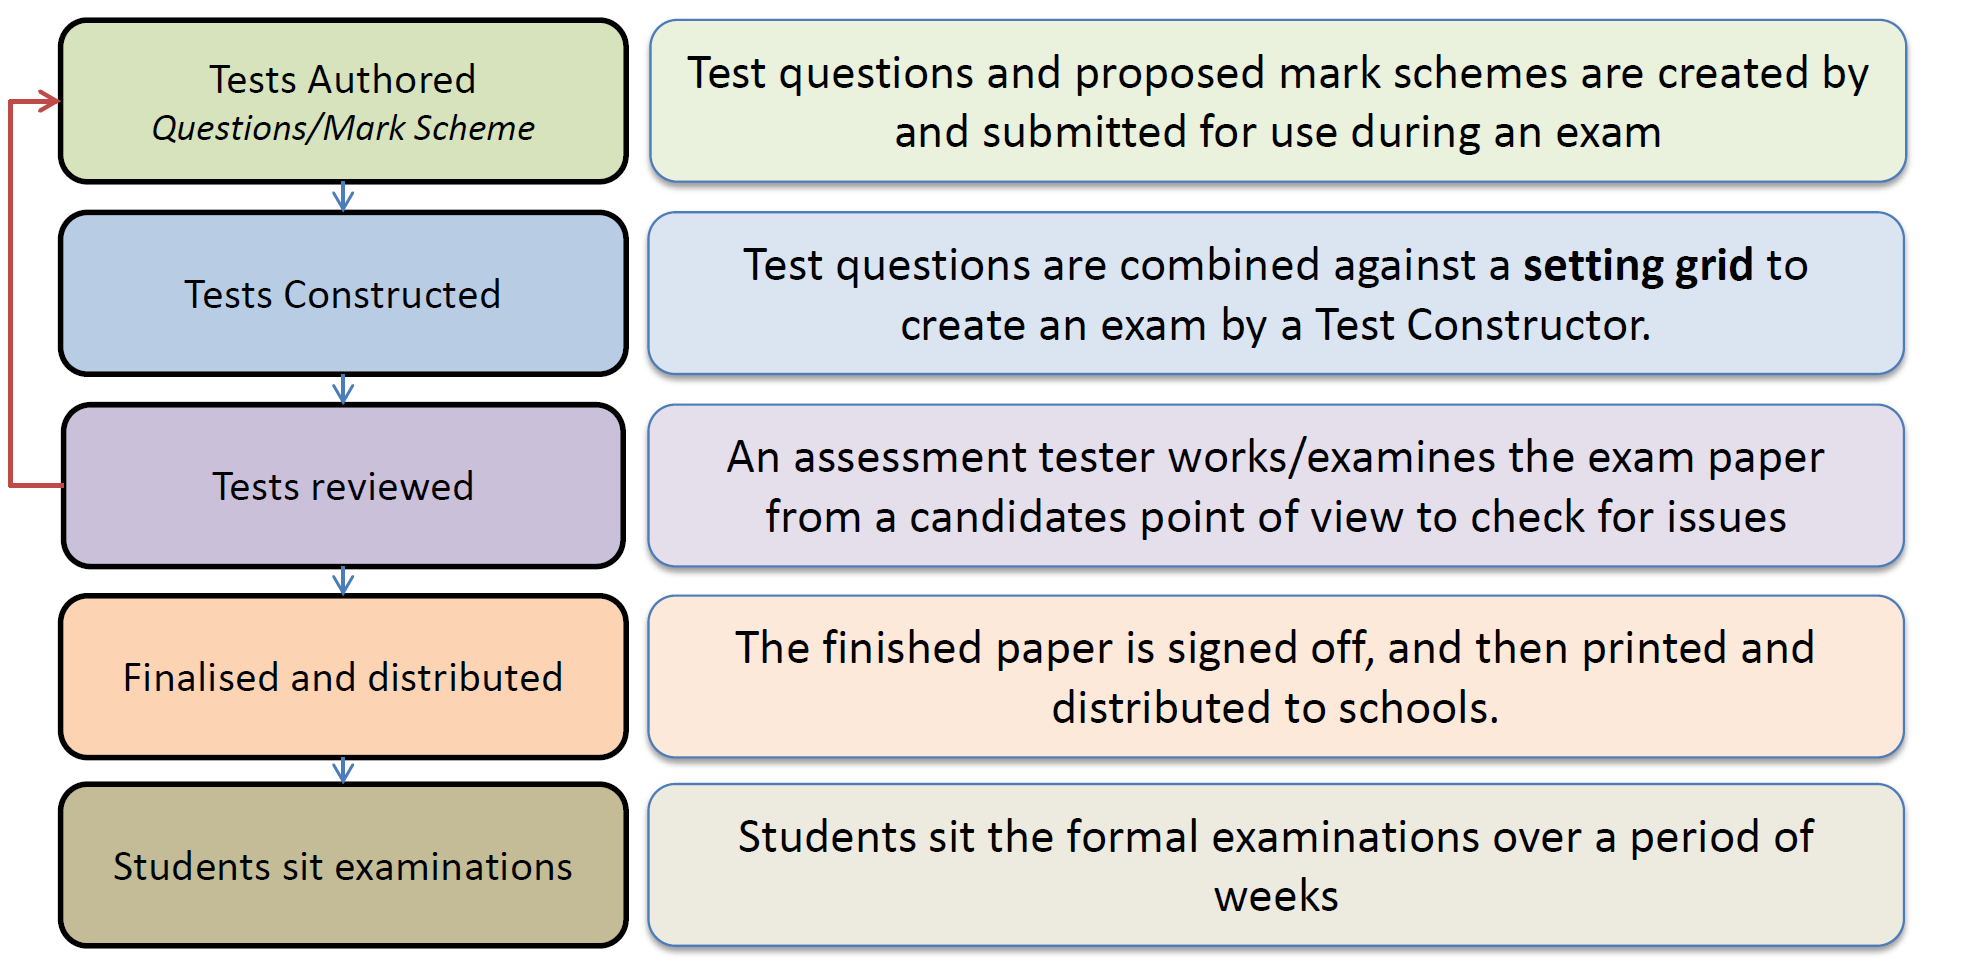 Tests Authored
Questions/Mark Scheme
Test questions and proposed mark schemes are created by
and submitted for use during an exam
Tests Constructed
Test questions are combined against a setting grid to
create an exam by a Test Constructor.
Tests reviewed
An assessment tester works/examines the exam paper
from a candidates point of view to check for issues
Finalised and distributed
The finished paper is signed off, and then printed and
distributed to schools.
Students sit examinations
Students sit the formal examinations over a period of
weeks